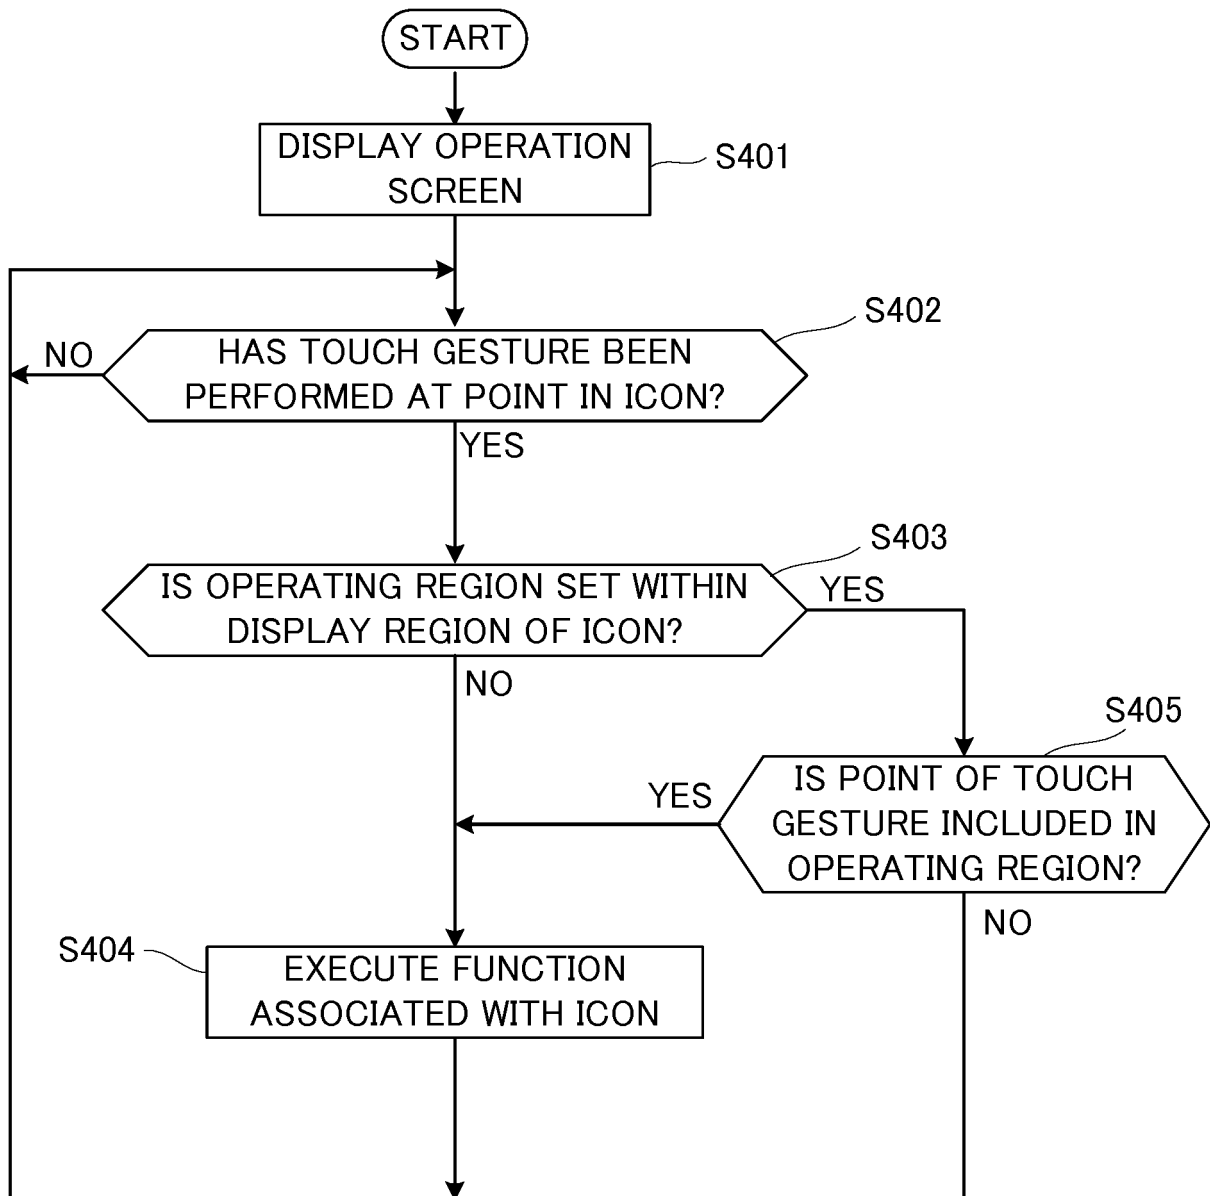 START
DISPLAY OPERATION
SCREEN
S401
S402
NO
HAS TOUCH GESTURE BEEN
PERFORMED AT POINT IN ICON?
YES
S403
IS OPERATING REGION SET WITHIN
DISPLAY REGION OF ICON?
YES
NO
S405
IS POINT OF TOUCH
GESTURE INCLUDED IN
OPERATING REGION?
YES
NO
S404
EXECUTE FUNCTION
ASSOCIATED WITH ICON